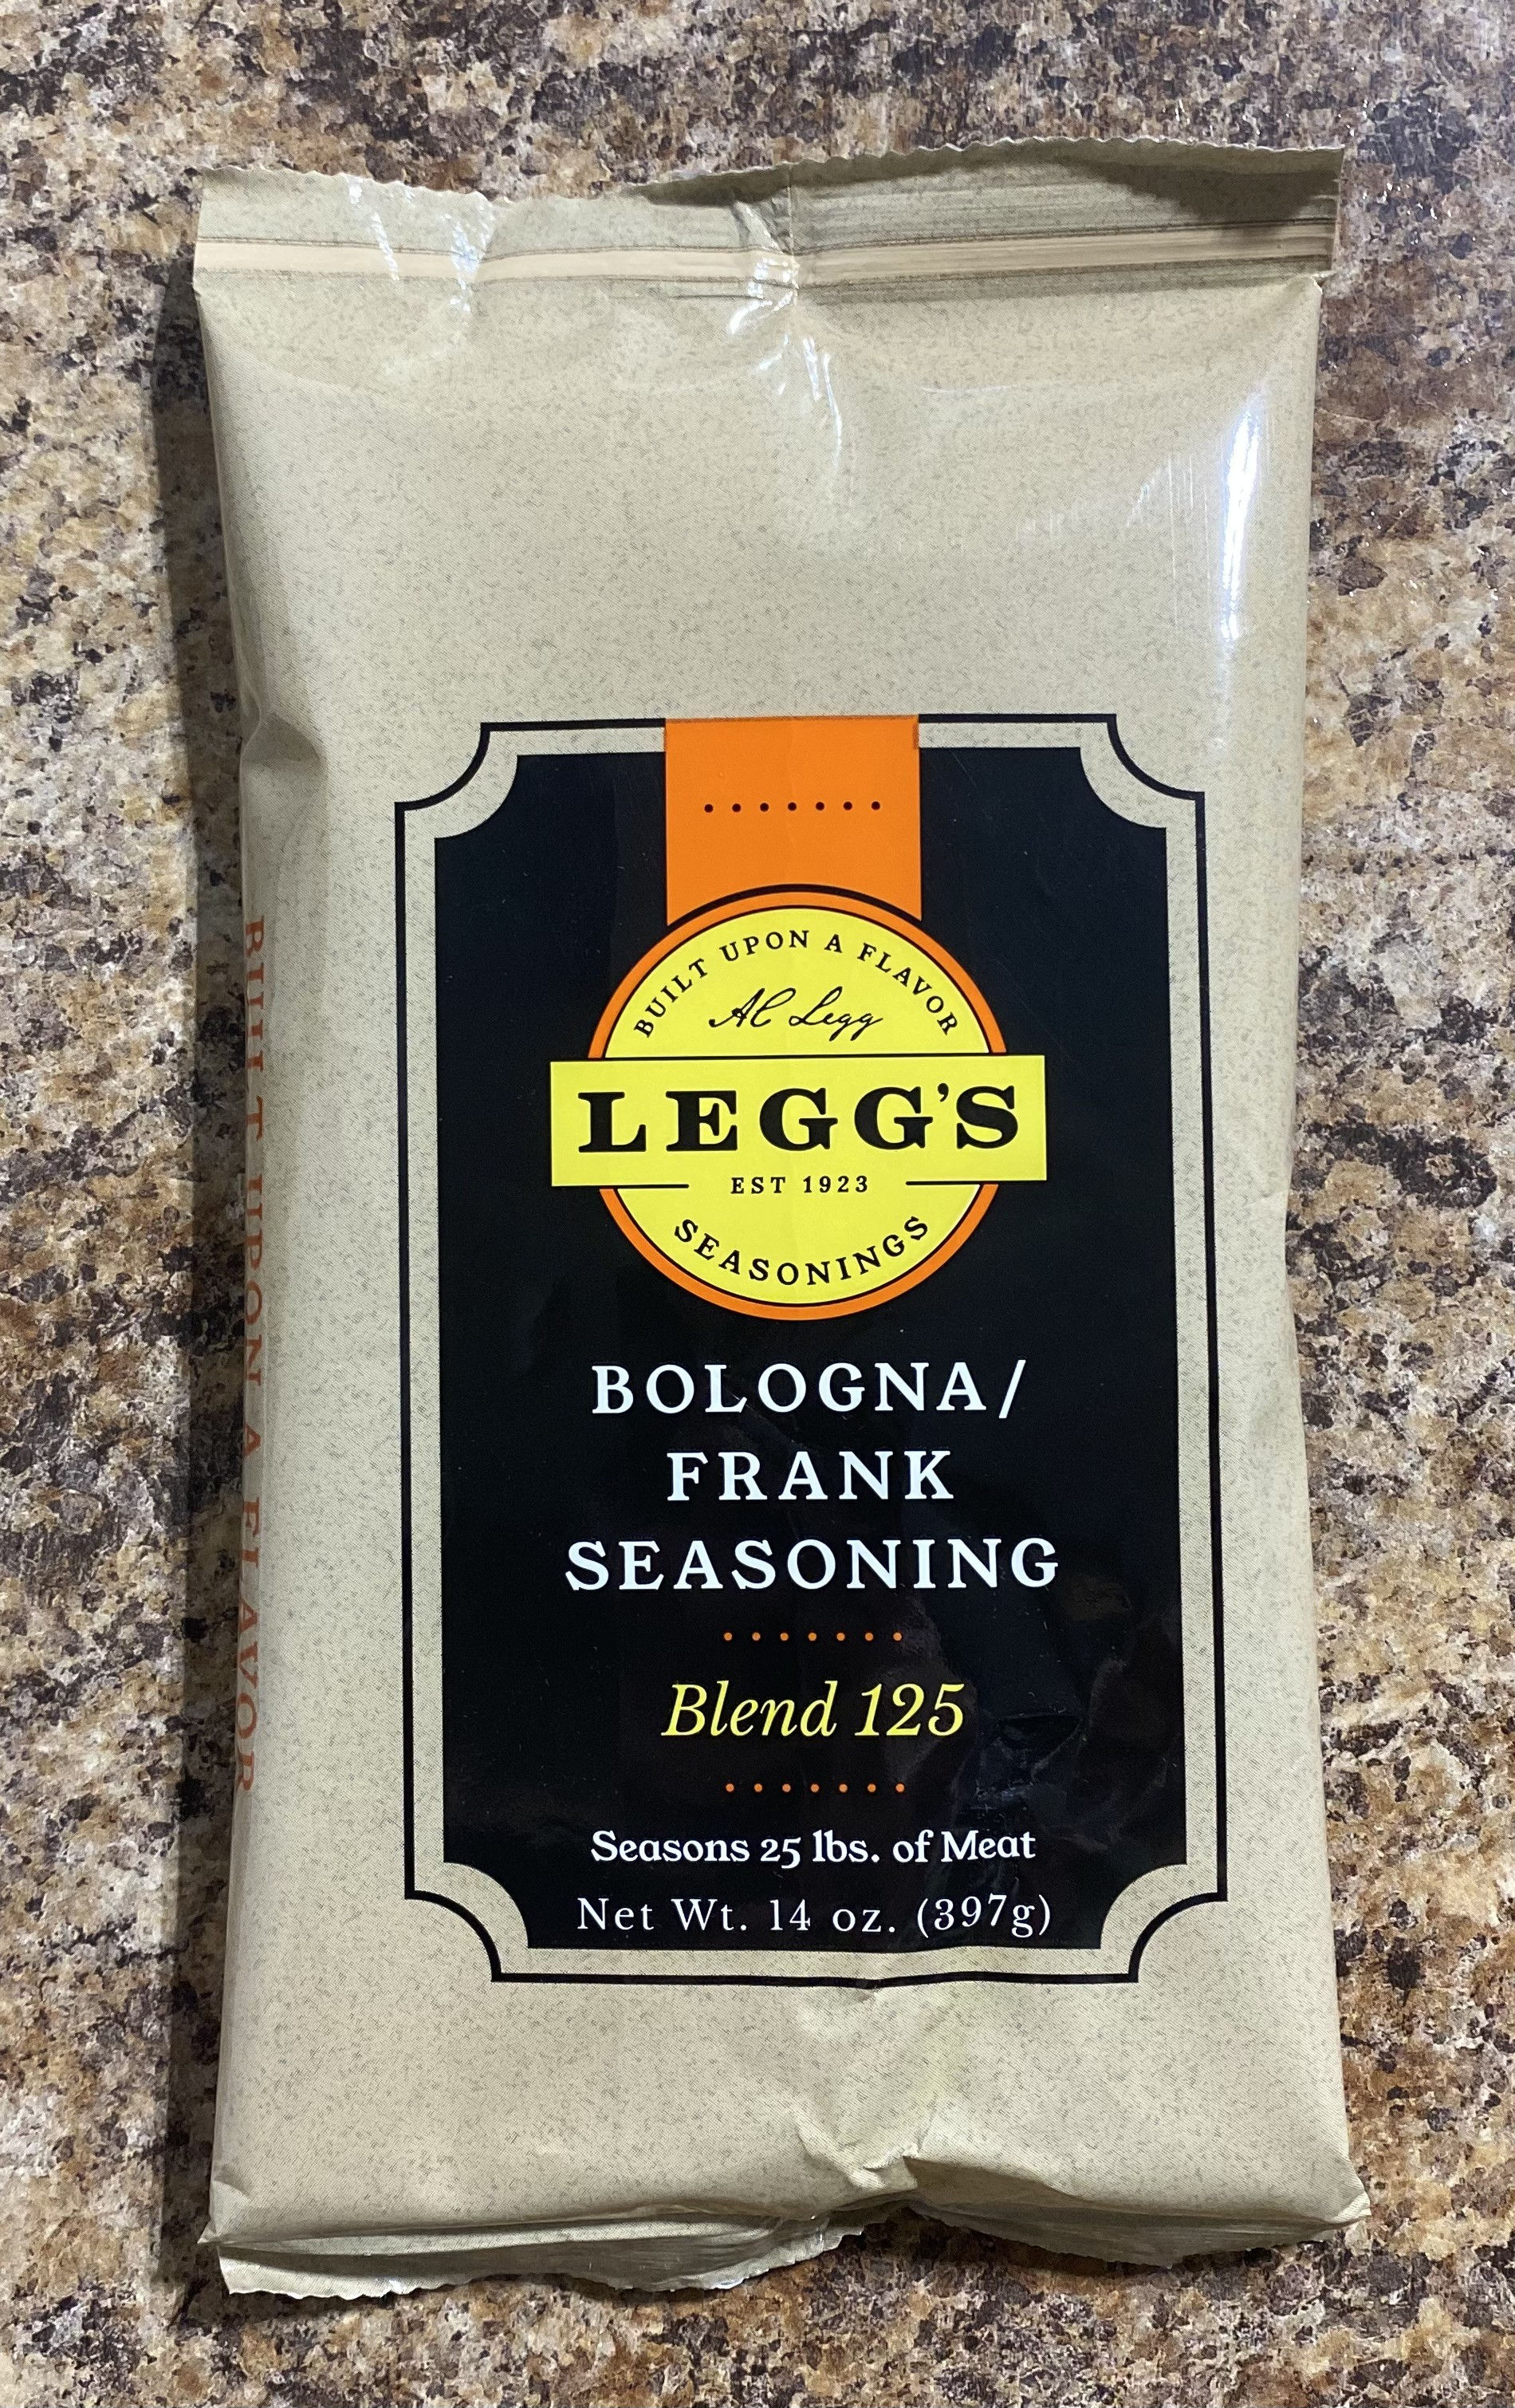 BUILT UPON A FLAVOR
AC Legg
LEGG'S
EST 1923
SEASONINGS
BOLOGNA/
FRANK
SEASONING
Blend 125
Seasons 25 lbs. of Meat
Net Wt. 14 oz. (397g)
BUILT UPON A FLAVOR